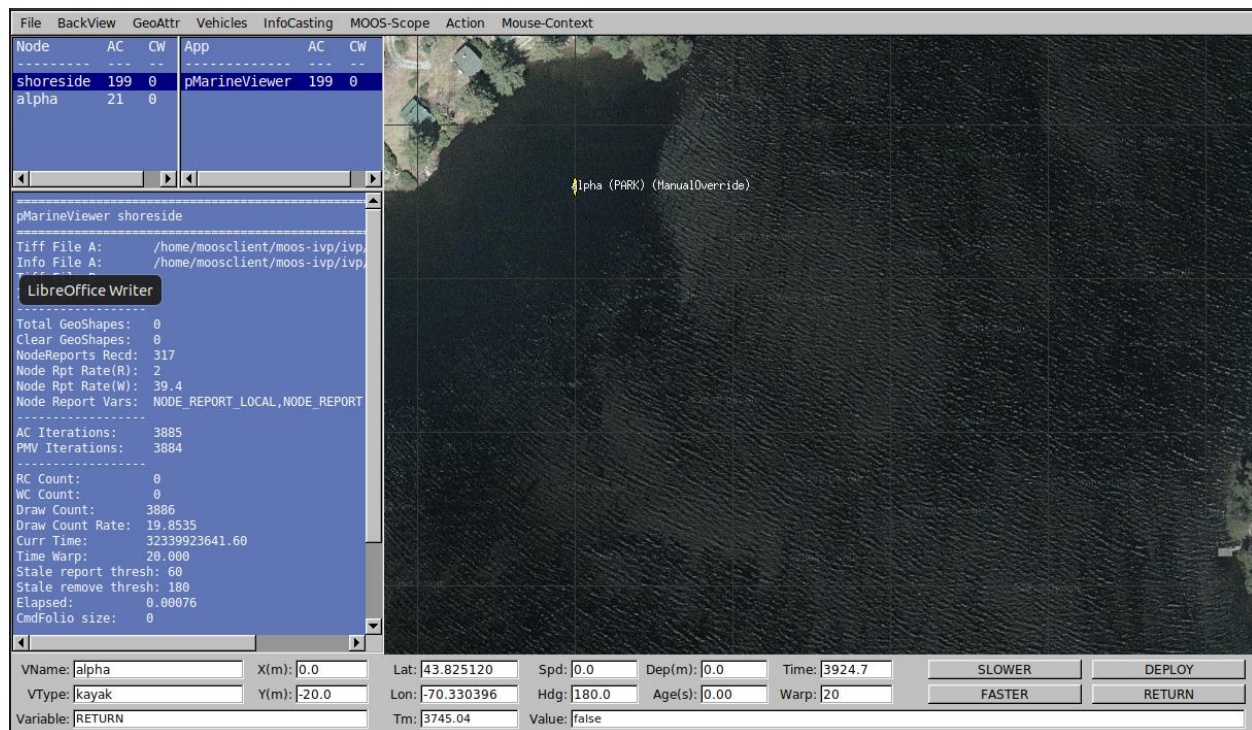 File BackView GeoAttr Vehicles InfoCasting MOOS-Scope Action Mouse-Context
Node AC CW App AC CW
--------- --- -- ------------- --- --
shoreside 199 0 pMarineViewer 199 0
alpha 21 0
Alpha (PARK) (ManualOverride)
pMarineViewer shoreside
Tiff File A: /home/moosclient/moos-ivp/ivp/
Info File A: /home/moosclient/moos-ivp/ivp/
LibreOffice Writer
------------------
Total GeoShapes: 0
Clear GeoShapes: 0
NodeReports Recd: 317
Node Rpt Rate(R): 2
Node Rpt Rate(W): 39.4
Node Report Vars: NODE_REPORT_LOCAL,NODE_REPORT
------------------
AC Iterations: 3885
PMV Iterations: 3884
------------------
RC Count: 0
WC Count: 0
Draw Count: 3886
Draw Count Rate: 19.8535
Curr Time: 32339923641.60
Time Warp: 20.000
Stale report thresh: 60
Stale remove thresh: 180
Elapsed: 0.00076
CmdFolio size: 0
VName: alpha X(m): 0.0 Lat: 43.825120 Spd: 0.0 Dep(m): 0.0 Time: 3924.7 SLOWER DEPLOY
VType: kayak Y(m): -20.0 Lon: -70.330396 Hdg: 180.0 Age(s): 0.00 Warp: 20 FASTER RETURN
Variable: RETURN Tm: 3745.04 Value: false